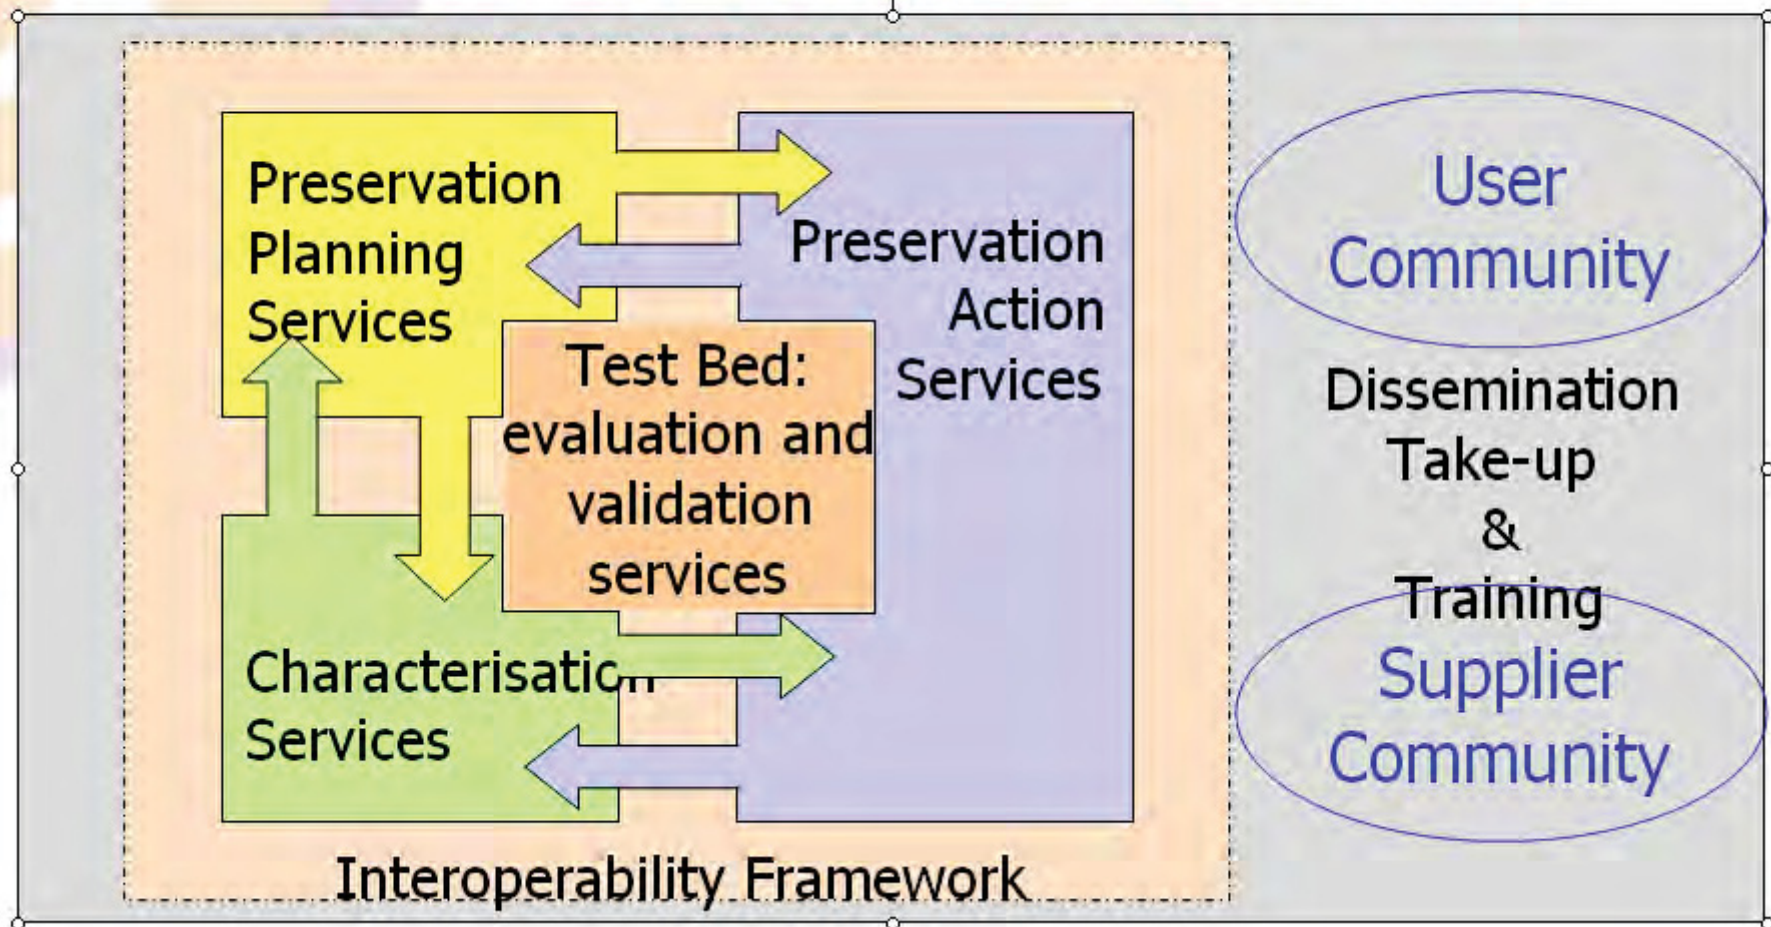 Preservation
Planning
Services
Preservation
Action
Services
Test Bed:
evaluation and
validation
services
Characterisation
Services
Interoperability Framework
User
Community
Dissemination
Take-up
&
Training
Supplier
Community